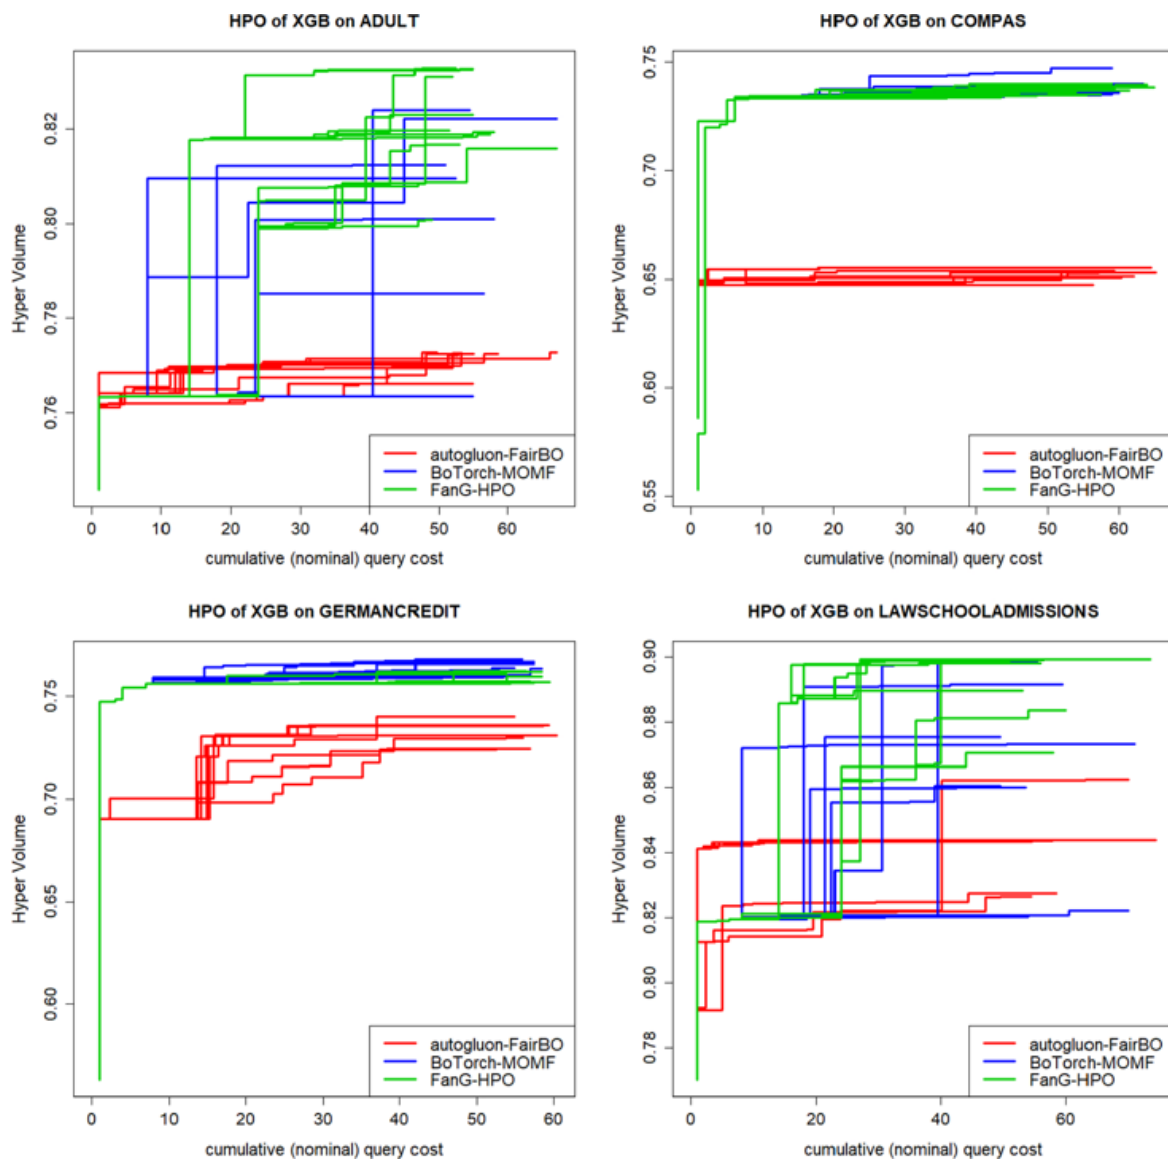 HPO of XGB on ADULT
Hyper Volume
0.82
0.80
0.78
0.76
autogluon-FairBO
BoTorch-MOMF
FanG-HPO
0 10 20 30 40 50 60
cumulative (nominal) query cost
HPO of XGB on COMPAS
Hyper Volume
0.75
0.70
0.65
0.60
0.55
autogluon-FairBO
BoTorch-MOMF
FanG-HPO
0 10 20 30 40 50 60
cumulative (nominal) query cost
HPO of XGB on GERMANCREDIT
Hyper Volume
0.75
0.70
0.65
0.60
autogluon-FairBO
BoTorch-MOMF
FanG-HPO
0 10 20 30 40 50 60
cumulative (nominal) query cost
HPO of XGB on LAWSCHOOLADMISSIONS
Hyper Volume
0.90
0.88
0.86
0.84
0.82
0.80
0.78
autogluon-FairBO
BoTorch-MOMF
FanG-HPO
0 20 40 60
cumulative (nominal) query cost